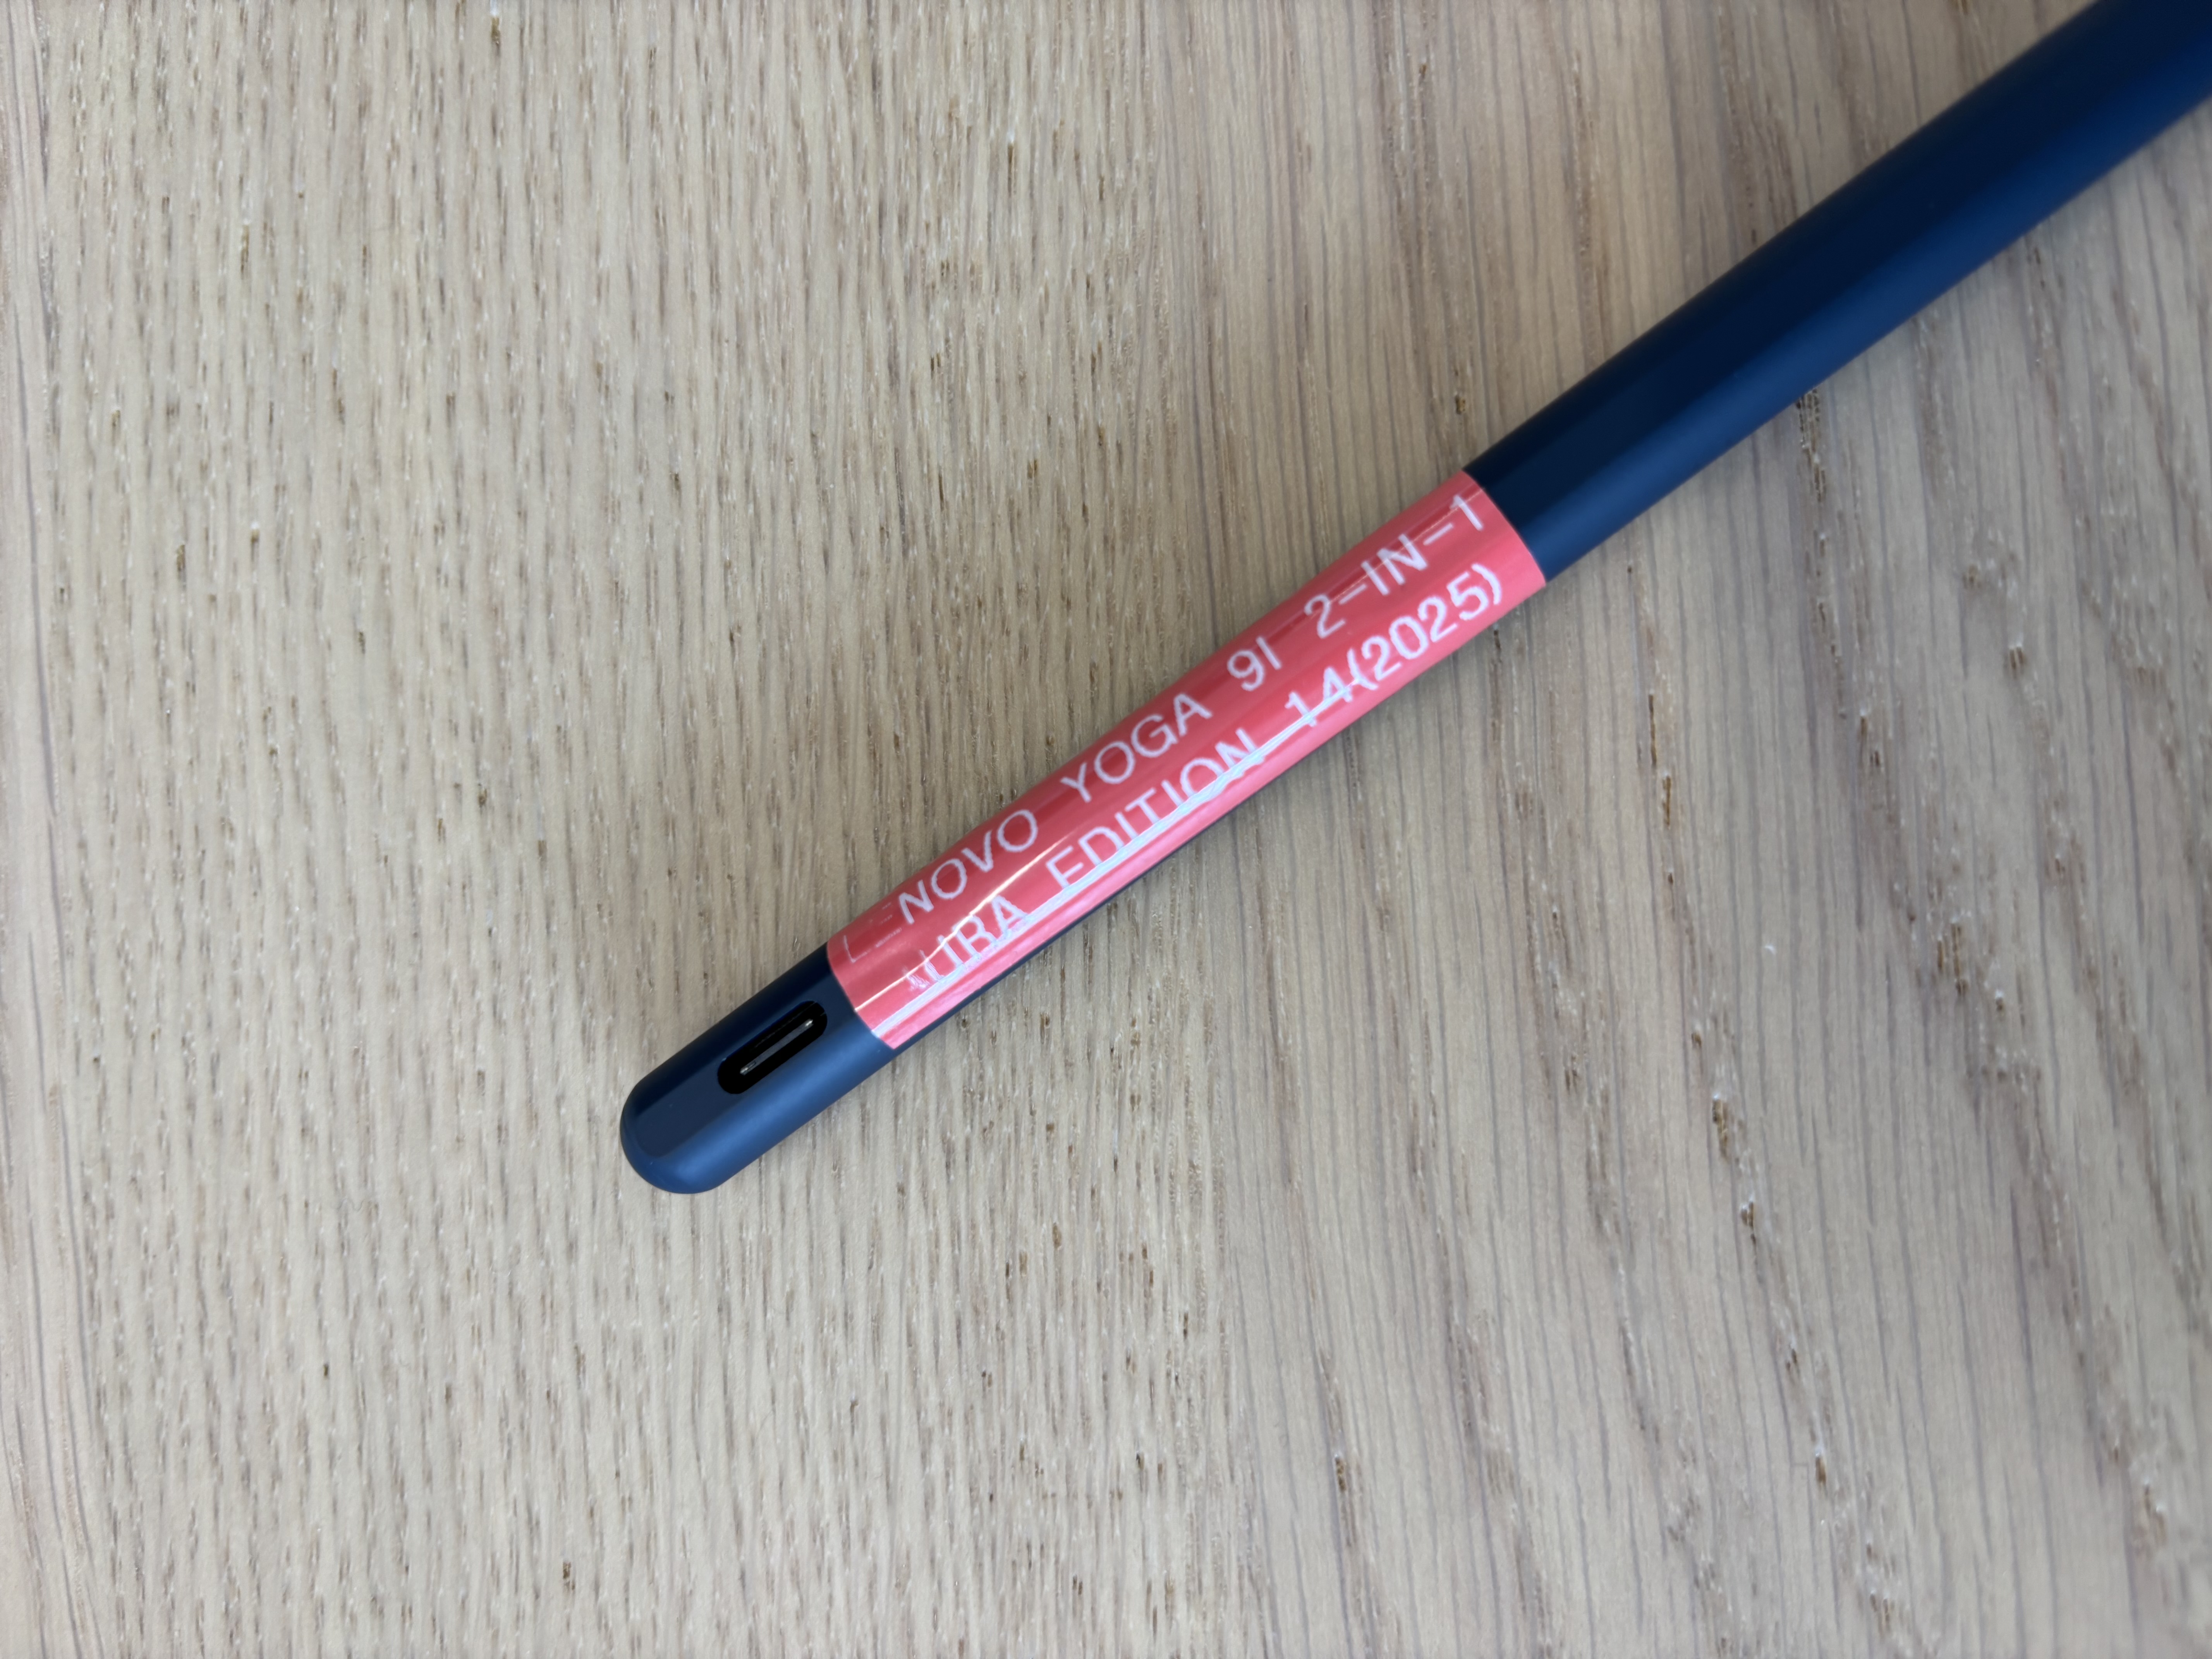 LENOVO YOGA 9I 2-IN-1
AURA EDITION 14(2025)